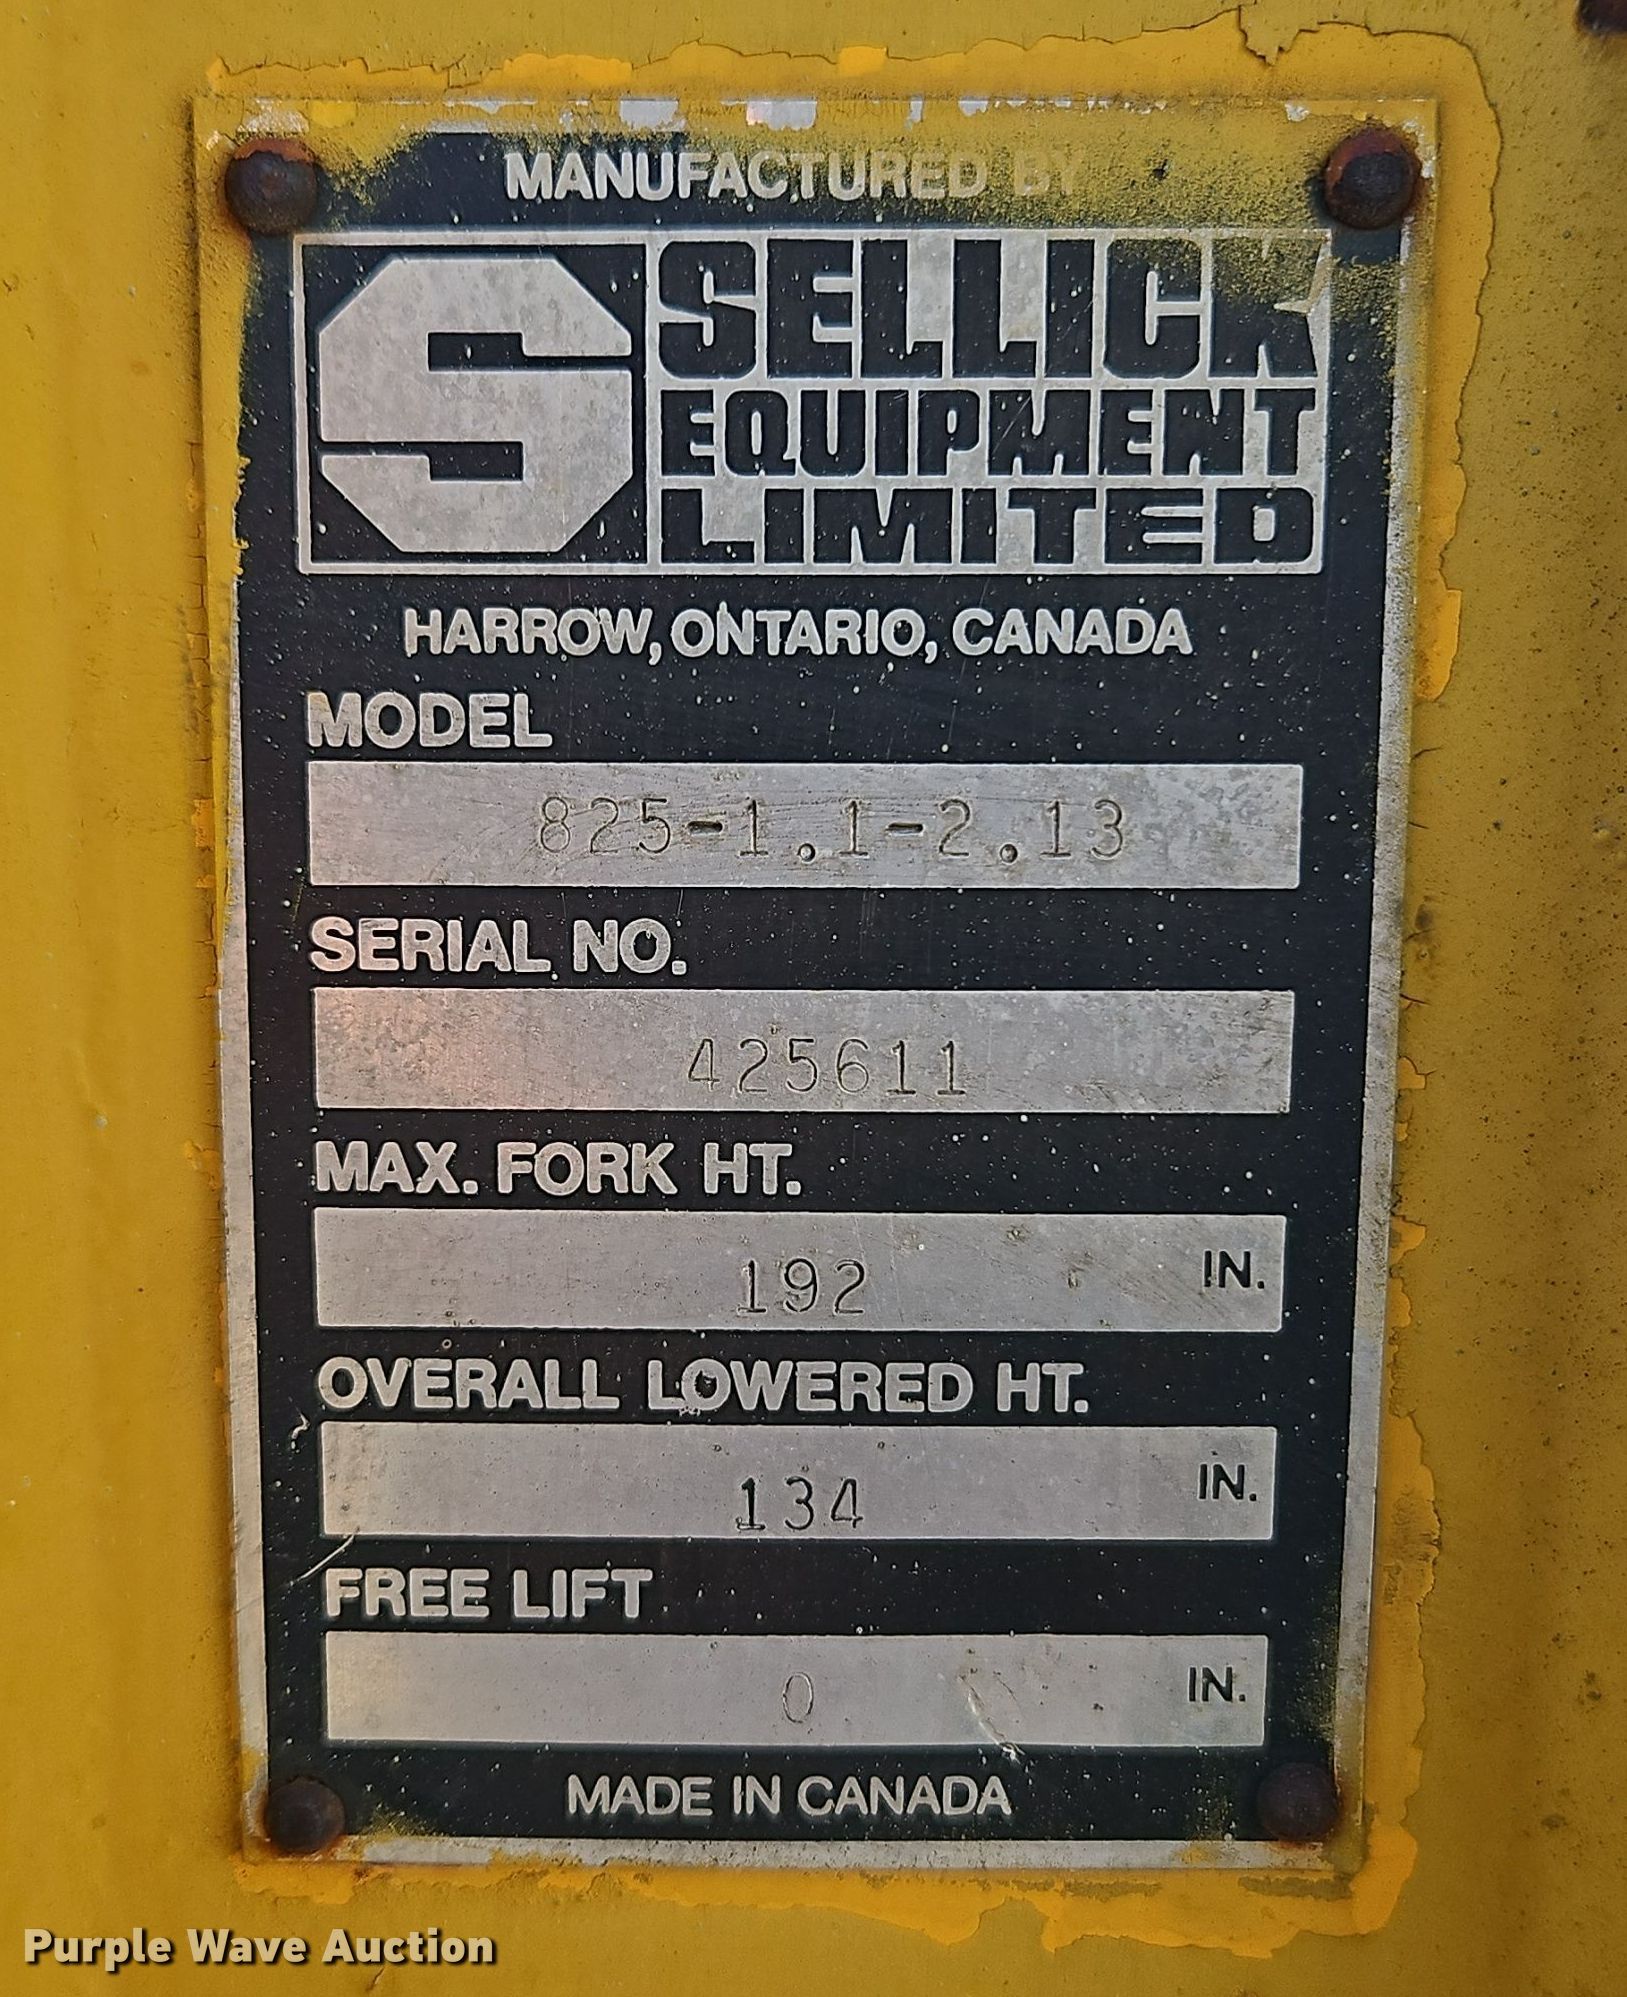 MANUFACTURED BY
S SELLICK
EQUIPMENT
LIMITED
HARROW, ONTARIO, CANADA
MODEL
825-1.1-2.13
SERIAL NO.
425611
MAX. FORK HT.
192 IN.
OVERALL LOWERED HT.
134 IN.
FREE LIFT
0 IN.
MADE IN CANADA
Purple Wave Auction